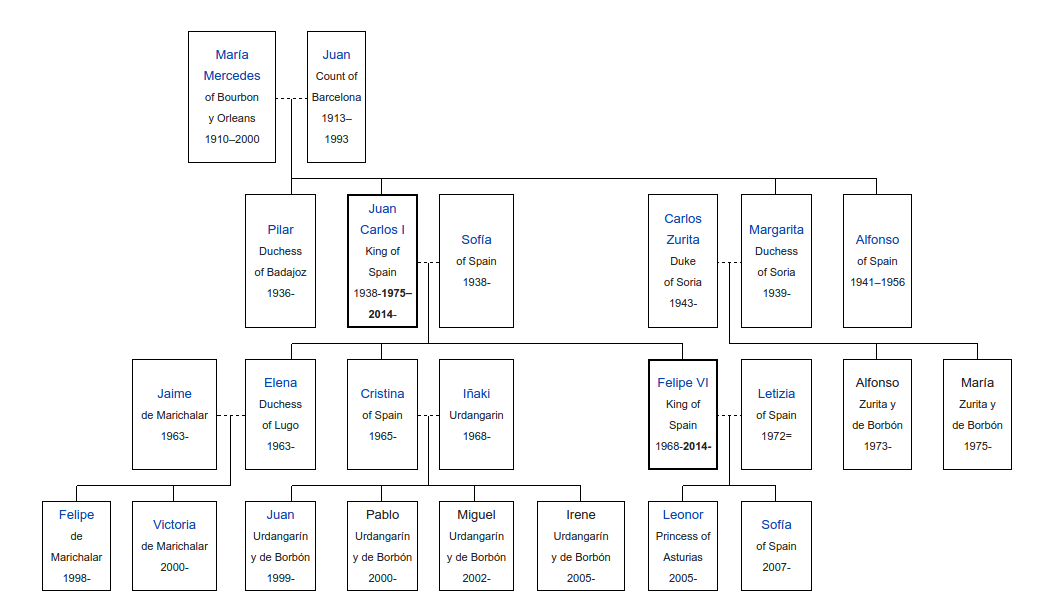 María
Mercedes
of Bourbon
y Orleans
1910–2000
Juan
Count of
Barcelona
1913–
1993
Pilar
Duchess
of Badajoz
1936-
Juan
Carlos I
King of
Spain
1938-1975–
2014-
Sofía
of Spain
1938-
Carlos
Zurita
Duke
of Soria
1943-
Margarita
Duchess
of Soria
1939-
Alfonso
of Spain
1941–1956
Jaime
de Marichalar
1963-
Elena
Duchess
of Lugo
1963-
Cristina
of Spain
1965-
Iñaki
Urdangarin
1968-
Felipe VI
King of
Spain
1968-2014-
Letizia
of Spain
1972=
Alfonso
Zurita y
de Borbón
1973-
María
Zurita y
de Borbón
1975-
Felipe
de
Marichalar
1998-
Victoria
de Marichalar
2000-
Juan
Urdangarín
y de Borbón
1999-
Pablo
Urdangarín
y de Borbón
2000-
Miguel
Urdangarín
y de Borbón
2002-
Irene
Urdangarín
y de Borbón
2005-
Leonor
Princess of
Asturias
2005-
Sofía
of Spain
2007-